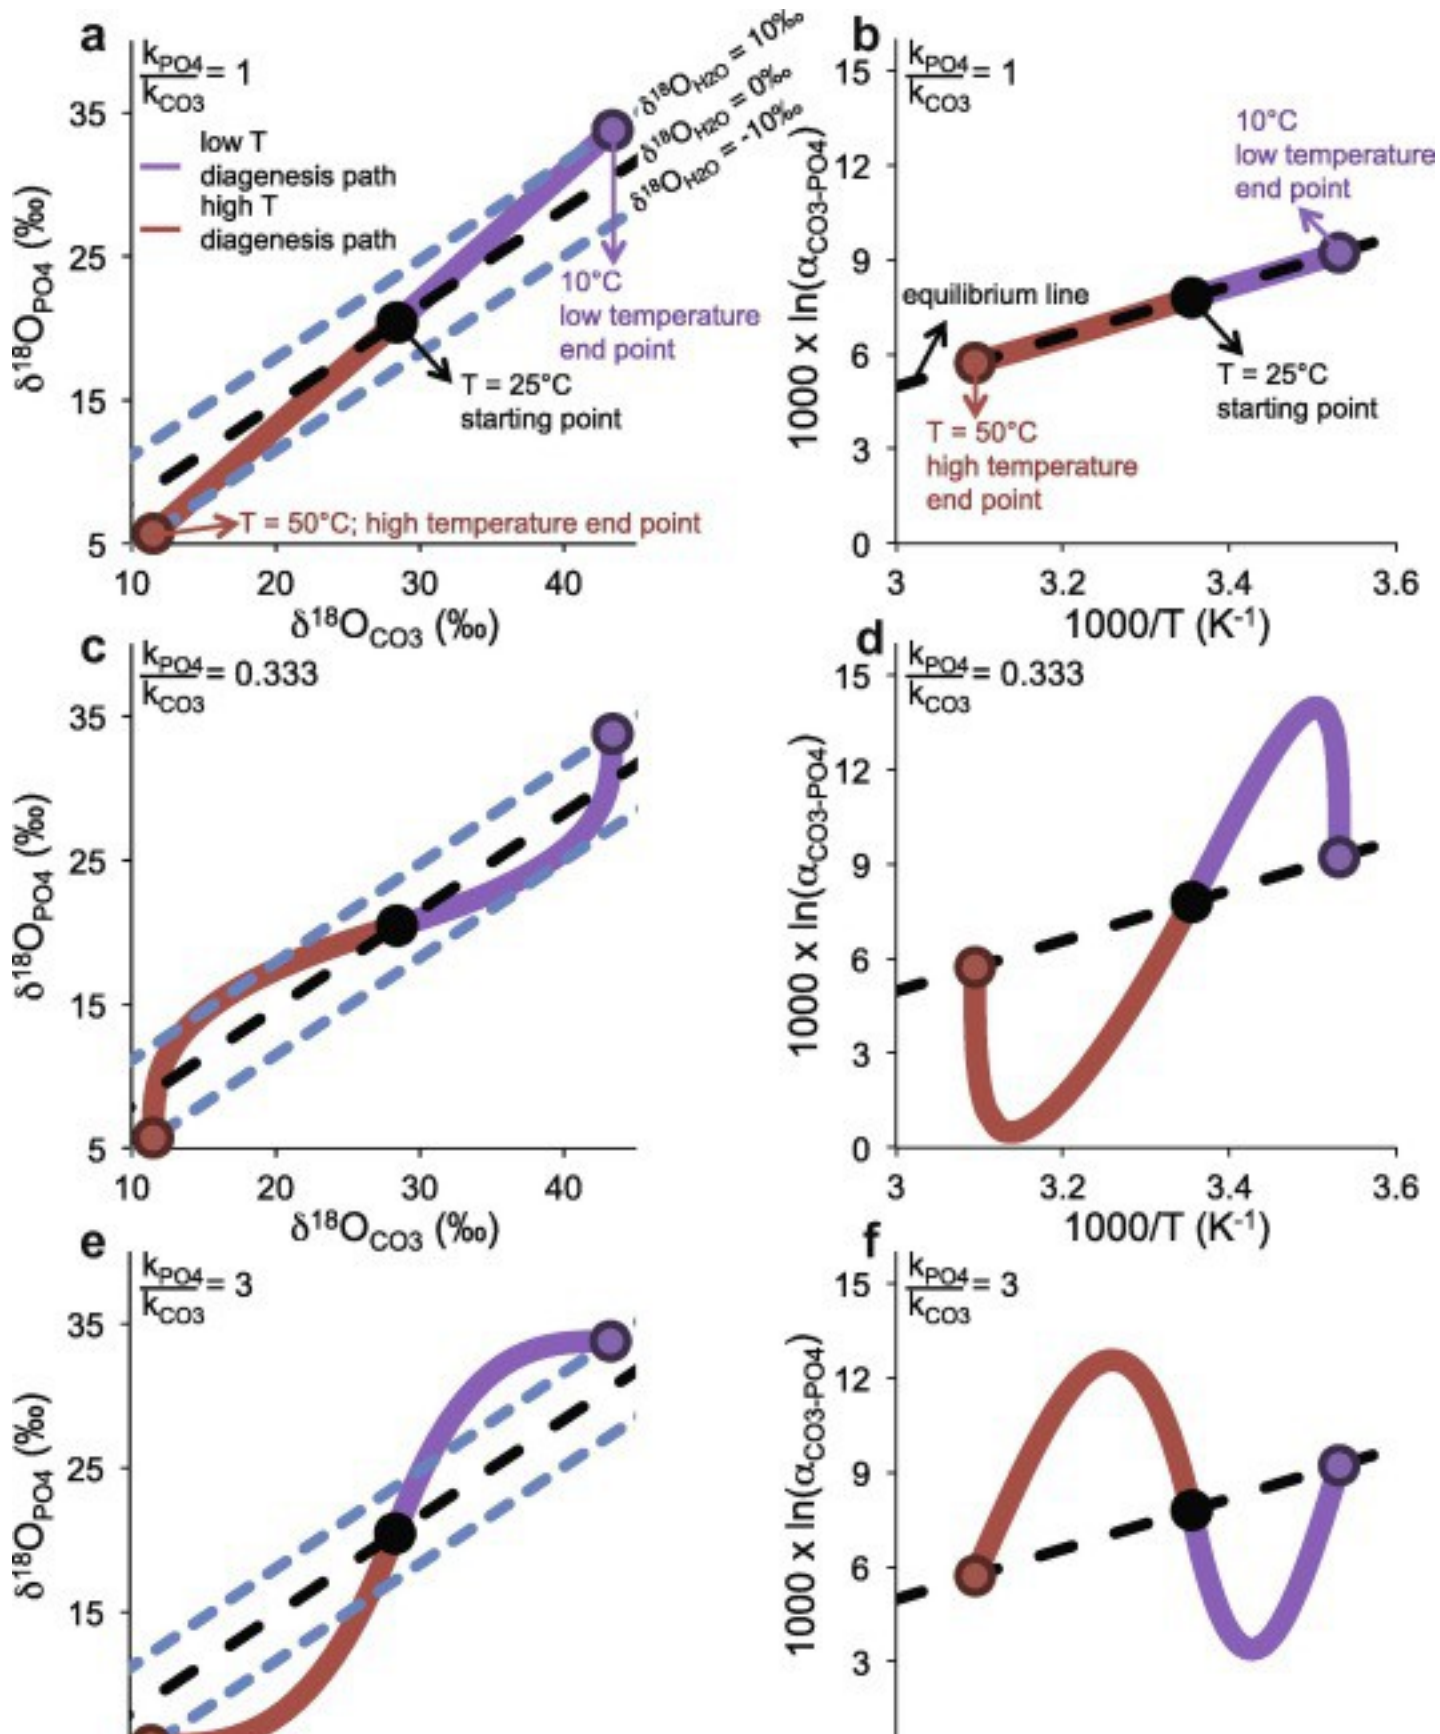 a
kPO4
kCO3
= 1
low T
diagenesis path
high T
diagenesis path
δ¹⁸OH2O = 10‰
δ¹⁸OH2O = 0‰
δ¹⁸OH2O = -10‰
10°C
low temperature
end point
T = 25°C
starting point
T = 50°C; high temperature end point
35
25
15
5
10 20 30 40
δ¹⁸OPO4 (‰)
δ¹⁸OCO3 (‰)
b
kPO4
kCO3
= 1
10°C
low temperature
end point
equilibrium line
T = 25°C
starting point
T = 50°C
high temperature
end point
15
12
9
6
3
0
3 3.2 3.4 3.6
1000 x ln(αCO3-PO4)
1000/T (K⁻¹)
c
kPO4
kCO3
= 0.333
35
25
15
5
10 20 30 40
δ¹⁸OPO4 (‰)
δ¹⁸OCO3 (‰)
d
kPO4
kCO3
= 0.333
15
12
9
6
3
0
3 3.2 3.4 3.6
1000 x ln(αCO3-PO4)
1000/T (K⁻¹)
e
kPO4
kCO3
= 3
35
25
15
δ¹⁸OPO4 (‰)
f
kPO4
kCO3
= 3
15
12
9
6
3
1000 x ln(αCO3-PO4)